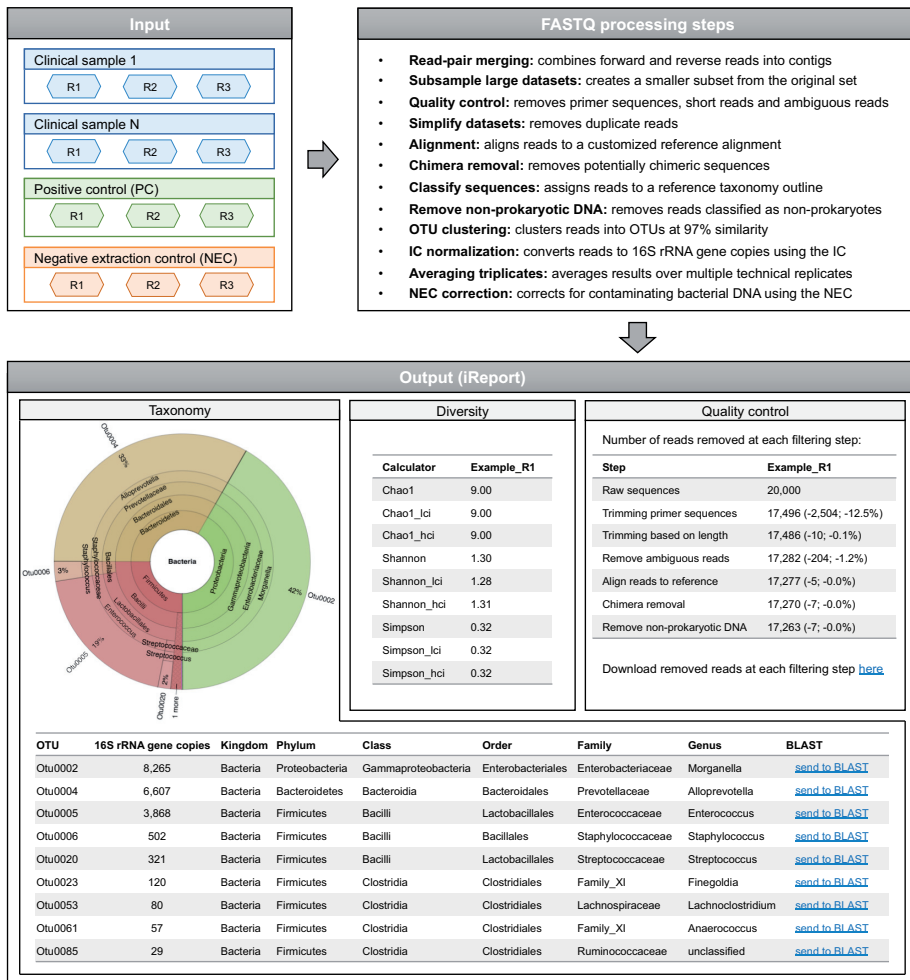 Input
Clinical sample 1
R1 R2 R3
Clinical sample N
R1 R2 R3
Positive control (PC)
R1 R2 R3
Negative extraction control (NEC)
R1 R2 R3
FASTQ processing steps
• Read-pair merging: combines forward and reverse reads into contigs
• Subsample large datasets: creates a smaller subset from the original set
• Quality control: removes primer sequences, short reads and ambiguous reads
• Simplify datasets: removes duplicate reads
• Alignment: aligns reads to a customized reference alignment
• Chimera removal: removes potentially chimeric sequences
• Classify sequences: assigns reads to a reference taxonomy outline
• Remove non-prokaryotic DNA: removes reads classified as non-prokaryotes
• OTU clustering: clusters reads into OTUs at 97% similarity
• IC normalization: converts reads to 16S rRNA gene copies using the IC
• Averaging triplicates: averages results over multiple technical replicates
• NEC correction: corrects for contaminating bacterial DNA using the NEC
Output (iReport)
Taxonomy
Otu0004
33%
Alloprevotella
Prevotellaceae
Bacteroidales
Bacteroidetes
Bacteria
Proteobacteria
Gammaproteobacteria
Enterobacteriaceae
Morganella
42% Otu0002
Otu0006 3%
Staphylococcus
Staphylococcaceae
Bacillales
Firmicutes
Bacilli
Lactobacillales
Enterococcus
19%
Otu0005
Streptococcaceae
Streptococcus
2%
Otu0020
1 more
Diversity
Calculator Example_R1
Chao1 9.00
Chao1_lci 9.00
Chao1_hci 9.00
Shannon 1.30
Shannon_lci 1.28
Shannon_hci 1.31
Simpson 0.32
Simpson_lci 0.32
Simpson_hci 0.32
Quality control
Number of reads removed at each filtering step:
Step Example_R1
Raw sequences 20,000
Trimming primer sequences 17,496 (-2,504; -12.5%)
Trimming based on length 17,486 (-10; -0.1%)
Remove ambiguous reads 17,282 (-204; -1.2%)
Align reads to reference 17,277 (-5; -0.0%)
Chimera removal 17,270 (-7; -0.0%)
Remove non-prokaryotic DNA 17,263 (-7; -0.0%)
Download removed reads at each filtering step here
OTU 16S rRNA gene copies Kingdom Phylum Class Order Family Genus BLAST
Otu0002 8,265 Bacteria Proteobacteria Gammaproteobacteria Enterobacteriales Enterobacteriaceae Morganella send to BLAST
Otu0004 6,607 Bacteria Bacteroidetes Bacteroidia Bacteroidales Prevotellaceae Alloprevotella send to BLAST
Otu0005 3,868 Bacteria Firmicutes Bacilli Lactobacillales Enterococcaceae Enterococcus send to BLAST
Otu0006 502 Bacteria Firmicutes Bacilli Bacillales Staphylococcaceae Staphylococcus send to BLAST
Otu0020 321 Bacteria Firmicutes Bacilli Lactobacillales Streptococcaceae Streptococcus send to BLAST
Otu0023 120 Bacteria Firmicutes Clostridia Clostridiales Family_XI Finegoldia send to BLAST
Otu0053 80 Bacteria Firmicutes Clostridia Clostridiales Lachnospiraceae Lachnoclostridium send to BLAST
Otu0061 57 Bacteria Firmicutes Clostridia Clostridiales Family_XI Anaerococcus send to BLAST
Otu0085 29 Bacteria Firmicutes Clostridia Clostridiales Ruminococcaceae unclassified send to BLAST